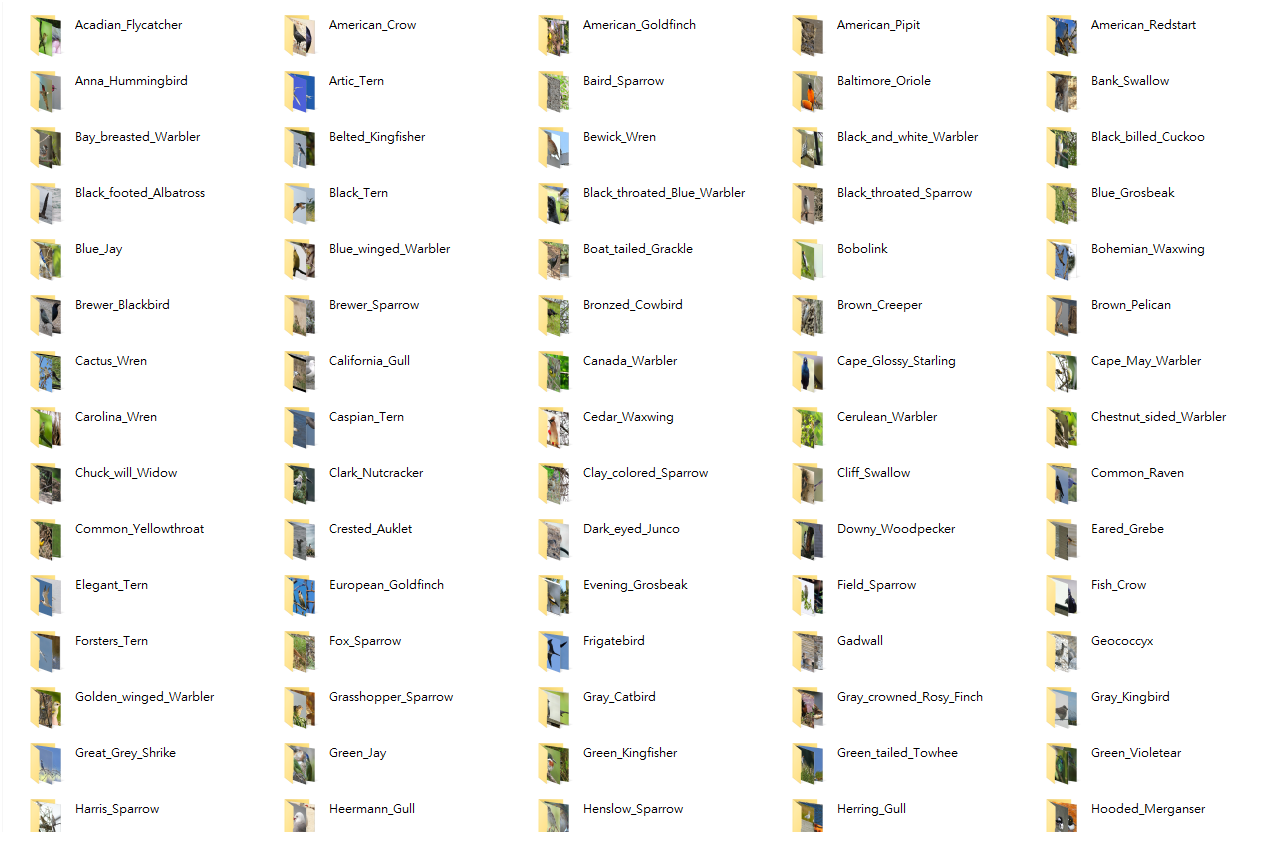 Acadian_Flycatcher American_Crow American_Goldfinch American_Pipit American_Redstart
Anna_Hummingbird Artic_Tern Baird_Sparrow Baltimore_Oriole Bank_Swallow
Bay_breasted_Warbler Belted_Kingfisher Bewick_Wren Black_and_white_Warbler Black_billed_Cuckoo
Black_footed_Albatross Black_Tern Black_throated_Blue_Warbler Black_throated_Sparrow Blue_Grosbeak
Blue_Jay Blue_winged_Warbler Boat_tailed_Grackle Bobolink Bohemian_Waxwing
Brewer_Blackbird Brewer_Sparrow Bronzed_Cowbird Brown_Creeper Brown_Pelican
Cactus_Wren California_Gull Canada_Warbler Cape_Glossy_Starling Cape_May_Warbler
Carolina_Wren Caspian_Tern Cedar_Waxwing Cerulean_Warbler Chestnut_sided_Warbler
Chuck_will_Widow Clark_Nutcracker Clay_colored_Sparrow Cliff_Swallow Common_Raven
Common_Yellowthroat Crested_Auklet Dark_eyed_Junco Downy_Woodpecker Eared_Grebe
Elegant_Tern European_Goldfinch Evening_Grosbeak Field_Sparrow Fish_Crow
Forsters_Tern Fox_Sparrow Frigatebird Gadwall Geococcyx
Golden_winged_Warbler Grasshopper_Sparrow Gray_Catbird Gray_crowned_Rosy_Finch Gray_Kingbird
Great_Grey_Shrike Green_Jay Green_Kingfisher Green_tailed_Towhee Green_Violetear
Harris_Sparrow Heermann_Gull Henslow_Sparrow Herring_Gull Hooded_Merganser